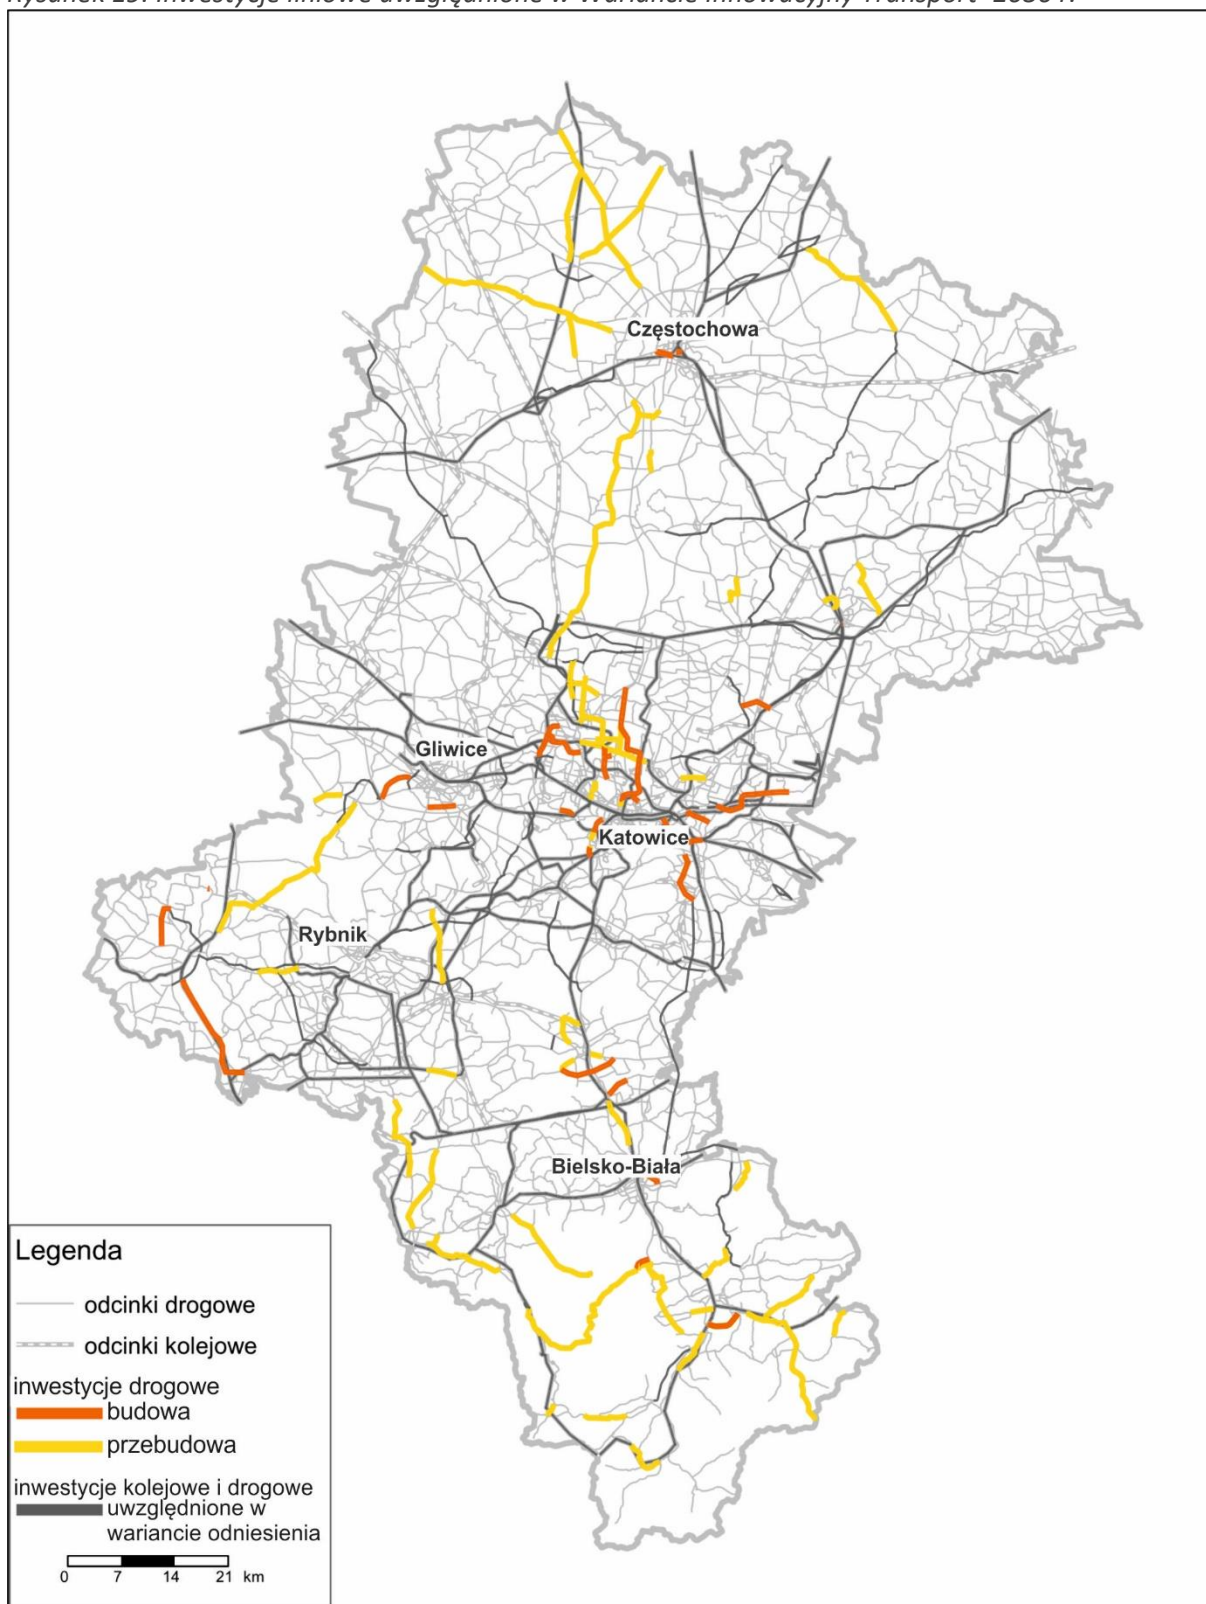 Częstochowa
Gliwice
Katowice
Rybnik
Bielsko-Biała
Legenda
odcinki drogowe
odcinki kolejowe
inwestycje drogowe
budowa
przebudowa
inwestycje kolejowe i drogowe
uwzględnione w
wariancie odniesienia
0 7 14 21 km